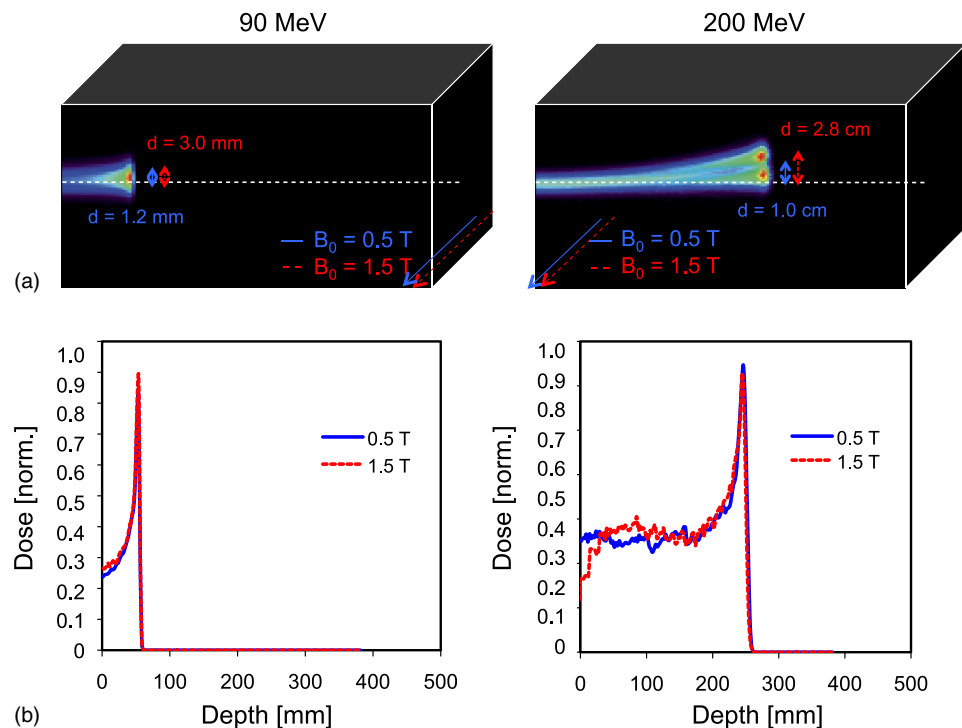 90 MeV
d = 3.0 mm
d = 1.2 mm
B₀ = 0.5 T
B₀ = 1.5 T
200 MeV
d = 2.8 cm
d = 1.0 cm
B₀ = 0.5 T
B₀ = 1.5 T
(a)
Dose [norm.]
1.0
0.9
0.8
0.7
0.6
0.5
0.4
0.3
0.2
0.1
0
0.5 T
1.5 T
0 100 200 300 400 500
Depth [mm]
Dose [norm.]
1.0
0.9
0.8
0.7
0.6
0.5
0.4
0.3
0.2
0.1
0
0.5 T
1.5 T
0 100 200 300 400 500
Depth [mm]
(b)